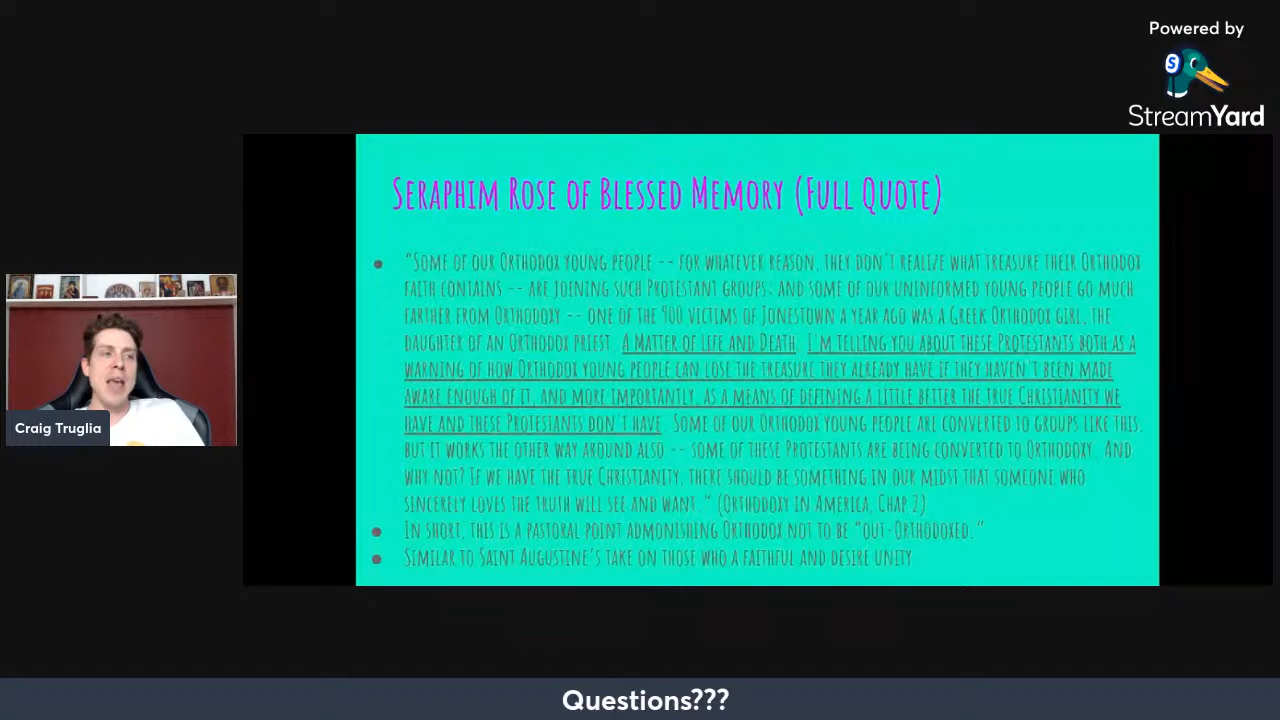 Powered by
S
StreamYard
Seraphim Rose of Blessed Memory (Full Quote)
● "Some of our Orthodox young people -- for whatever reason, they don't realize what treasure their Orthodox
faith contains -- are joining such Protestant groups. And some of our uninformed young people go much
farther from Orthodoxy -- one of the 900 victims of Jonestown a year ago was a Greek Orthodox girl, the
daughter of an Orthodox priest. A Matter of Life and Death. I'm telling you about these Protestants both as a
warning of how Orthodox young people can lose the treasure they already have if they haven't been made
aware enough of it, and more importantly, as a means of defining a little better the true Christianity we
have and these Protestants don't have. Some of our Orthodox young people are converted to groups like this,
but it works the other way around also -- some of these Protestants are being converted to Orthodoxy. And
why not? If we have the true Christianity, there should be something in our midst that someone who
sincerely loves the truth will see and want." (Orthodoxy in America, Chap 2)
● In short, this is a pastoral point admonishing Orthodox not to be "out-Orthodoxed."
● Similar to Saint Augustine's take on those who a faithful and desire unity
Craig Truglia
Questions???